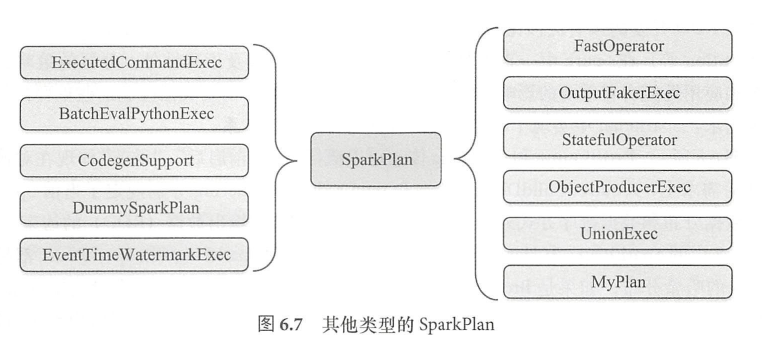 ExecutedCommandExec
BatchEvalPythonExec
CodegenSupport
DummySparkPlan
EventTimeWatermarkExec
SparkPlan
FastOperator
OutputFakerExec
StatefulOperator
ObjectProducerExec
UnionExec
MyPlan
图 6.7 其他类型的 SparkPlan